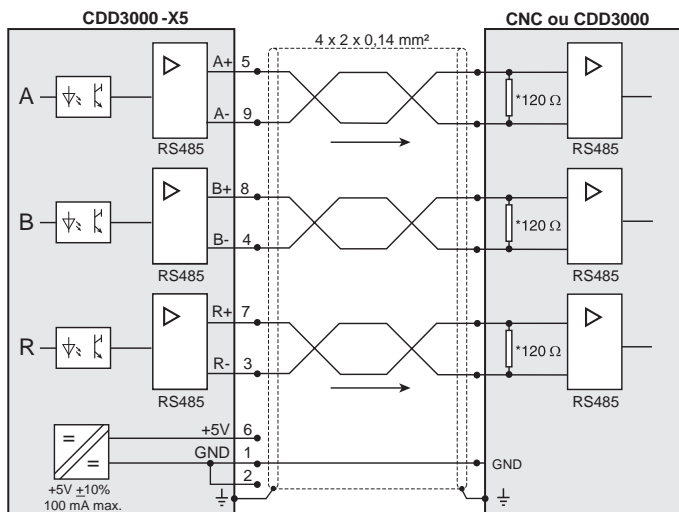 CDD3000 -X5
4 x 2 x 0,14 mm²
CNC ou CDD3000
A
A+ 5
A- 9
RS485
*120 Ω
RS485
B
B+ 8
B- 4
RS485
*120 Ω
RS485
R
R+ 7
R- 3
RS485
*120 Ω
RS485
+5V 6
GND 1
GND
2
+5V ±10%
100 mA max.